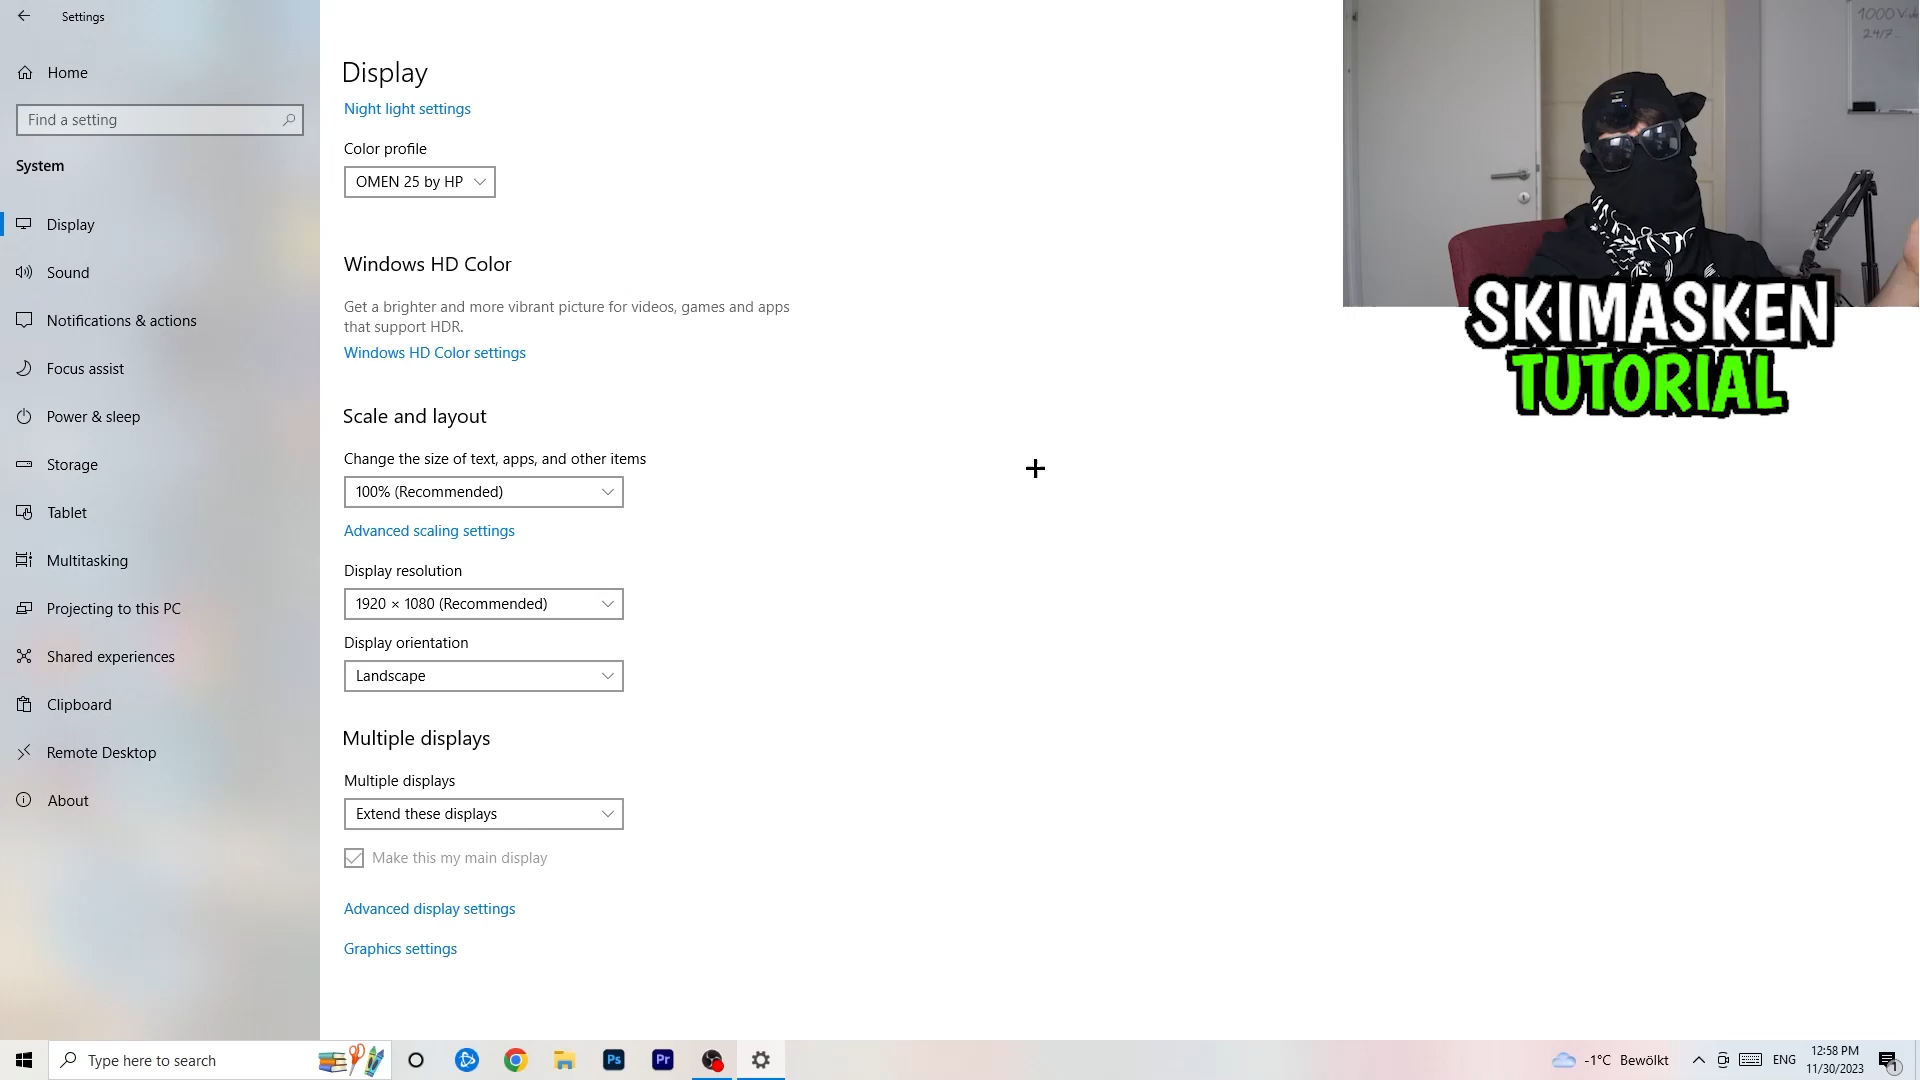 Settings
Home
Find a setting
System
Display
Sound
Notifications & actions
Focus assist
Power & sleep
Storage
Tablet
Multitasking
Projecting to this PC
Shared experiences
Clipboard
Remote Desktop
About
Display
Night light settings
Color profile
OMEN 25 by HP
Windows HD Color
Get a brighter and more vibrant picture for videos, games and apps
that support HDR.
Windows HD Color settings
Scale and layout
Change the size of text, apps, and other items
100% (Recommended)
Advanced scaling settings
Display resolution
1920 × 1080 (Recommended)
Display orientation
Landscape
Multiple displays
Multiple displays
Extend these displays
Make this my main display
Advanced display settings
Graphics settings
1000
24/7
SKIMASKEN
TUTORIAL
Type here to search
Ps
Pr
-1°C Bewölkt
ENG
12:58 PM
11/30/2023
1